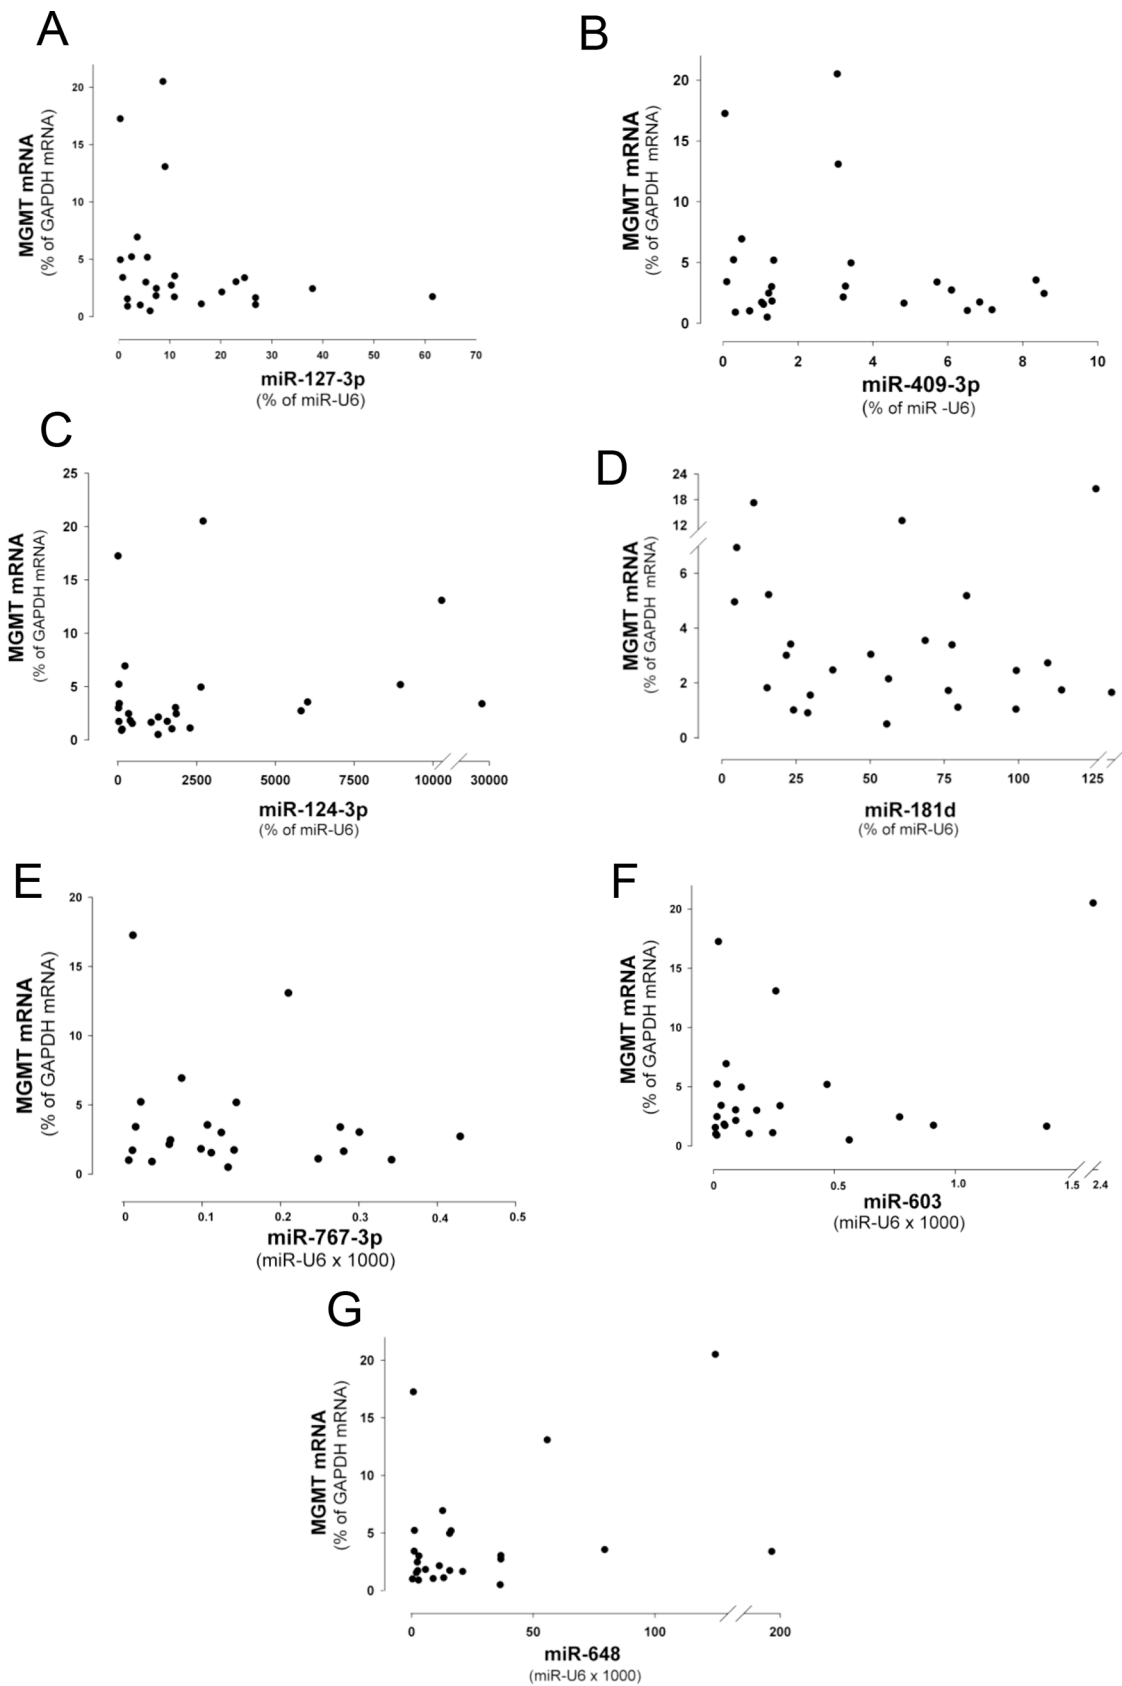 A
MGMT mRNA
(% of GAPDH mRNA)
20
15
10
5
0
0 10 20 30 40 50 60 70
miR-127-3p
(% of miR-U6)
B
MGMT mRNA
(% of GAPDH mRNA)
20
15
10
5
0
0 2 4 6 8 10
miR-409-3p
(% of miR -U6)
C
MGMT mRNA
(% of GAPDH mRNA)
25
20
15
10
5
0
0 2500 5000 7500 10000 30000
miR-124-3p
(% of miR-U6)
D
MGMT mRNA
(% of GAPDH mRNA)
24
18
12
6
4
2
0
0 25 50 75 100 125
miR-181d
(% of miR-U6)
E
MGMT mRNA
(% of GAPDH mRNA)
20
15
10
5
0
0 0.1 0.2 0.3 0.4 0.5
miR-767-3p
(miR-U6 x 1000)
F
MGMT mRNA
(% of GAPDH mRNA)
20
15
10
5
0
0 0.5 1.0 1.5 2.4
miR-603
(miR-U6 x 1000)
G
MGMT mRNA
(% of GAPDH mRNA)
20
15
10
5
0
0 50 100 200
miR-648
(miR-U6 x 1000)